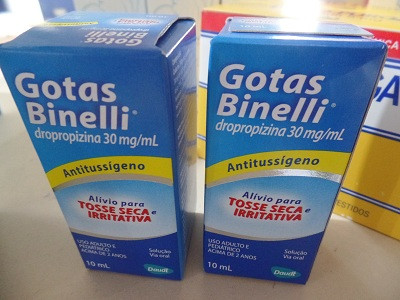 Gotas
Binelli
Gotas
Binelli®
dropropizina 30 mg/mL
Antitussígeno
Alívio para
TOSSE SECA e
IRRITATIVA
USO ADULTO E
PEDIÁTRICO
ACIMA DE 2 ANOS
Solução
Via oral
10 mL
Gotas
Binelli®
dropropizina 30 mg/mL
Antitussígeno
Alívio para
TOSSE SECA e
IRRITATIVA
USO ADULTO E
PEDIÁTRICO
ACIMA DE 2 ANOS
Solução
Via oral
10 mL
Daudt